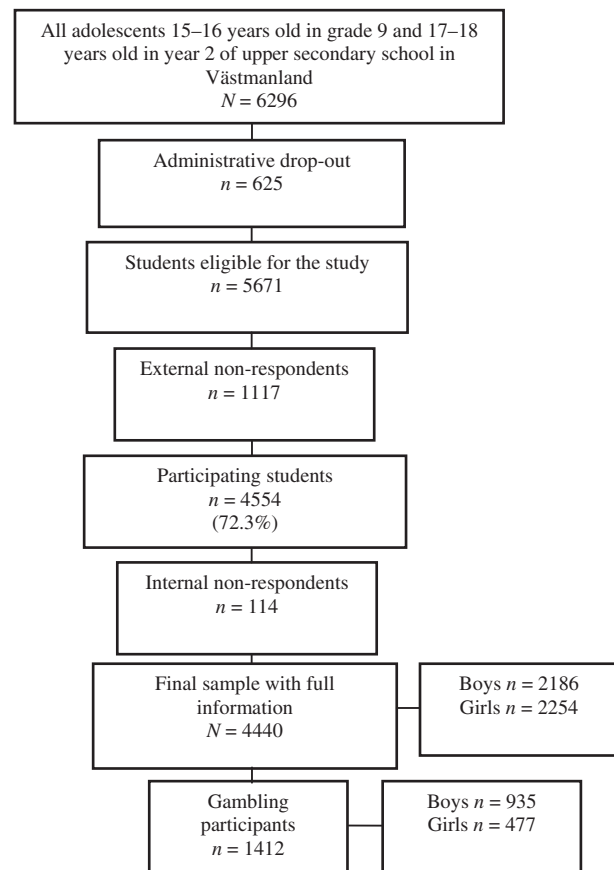 All adolescents 15–16 years old in grade 9 and 17–18
years old in year 2 of upper secondary school in
Västmanland
N = 6296
Administrative drop-out
n = 625
Students eligible for the study
n = 5671
External non-respondents
n = 1117
Participating students
n = 4554
(72.3%)
Internal non-respondents
n = 114
Final sample with full
information
N = 4440
Boys n = 2186
Girls n = 2254
Gambling
participants
n = 1412
Boys n = 935
Girls n = 477